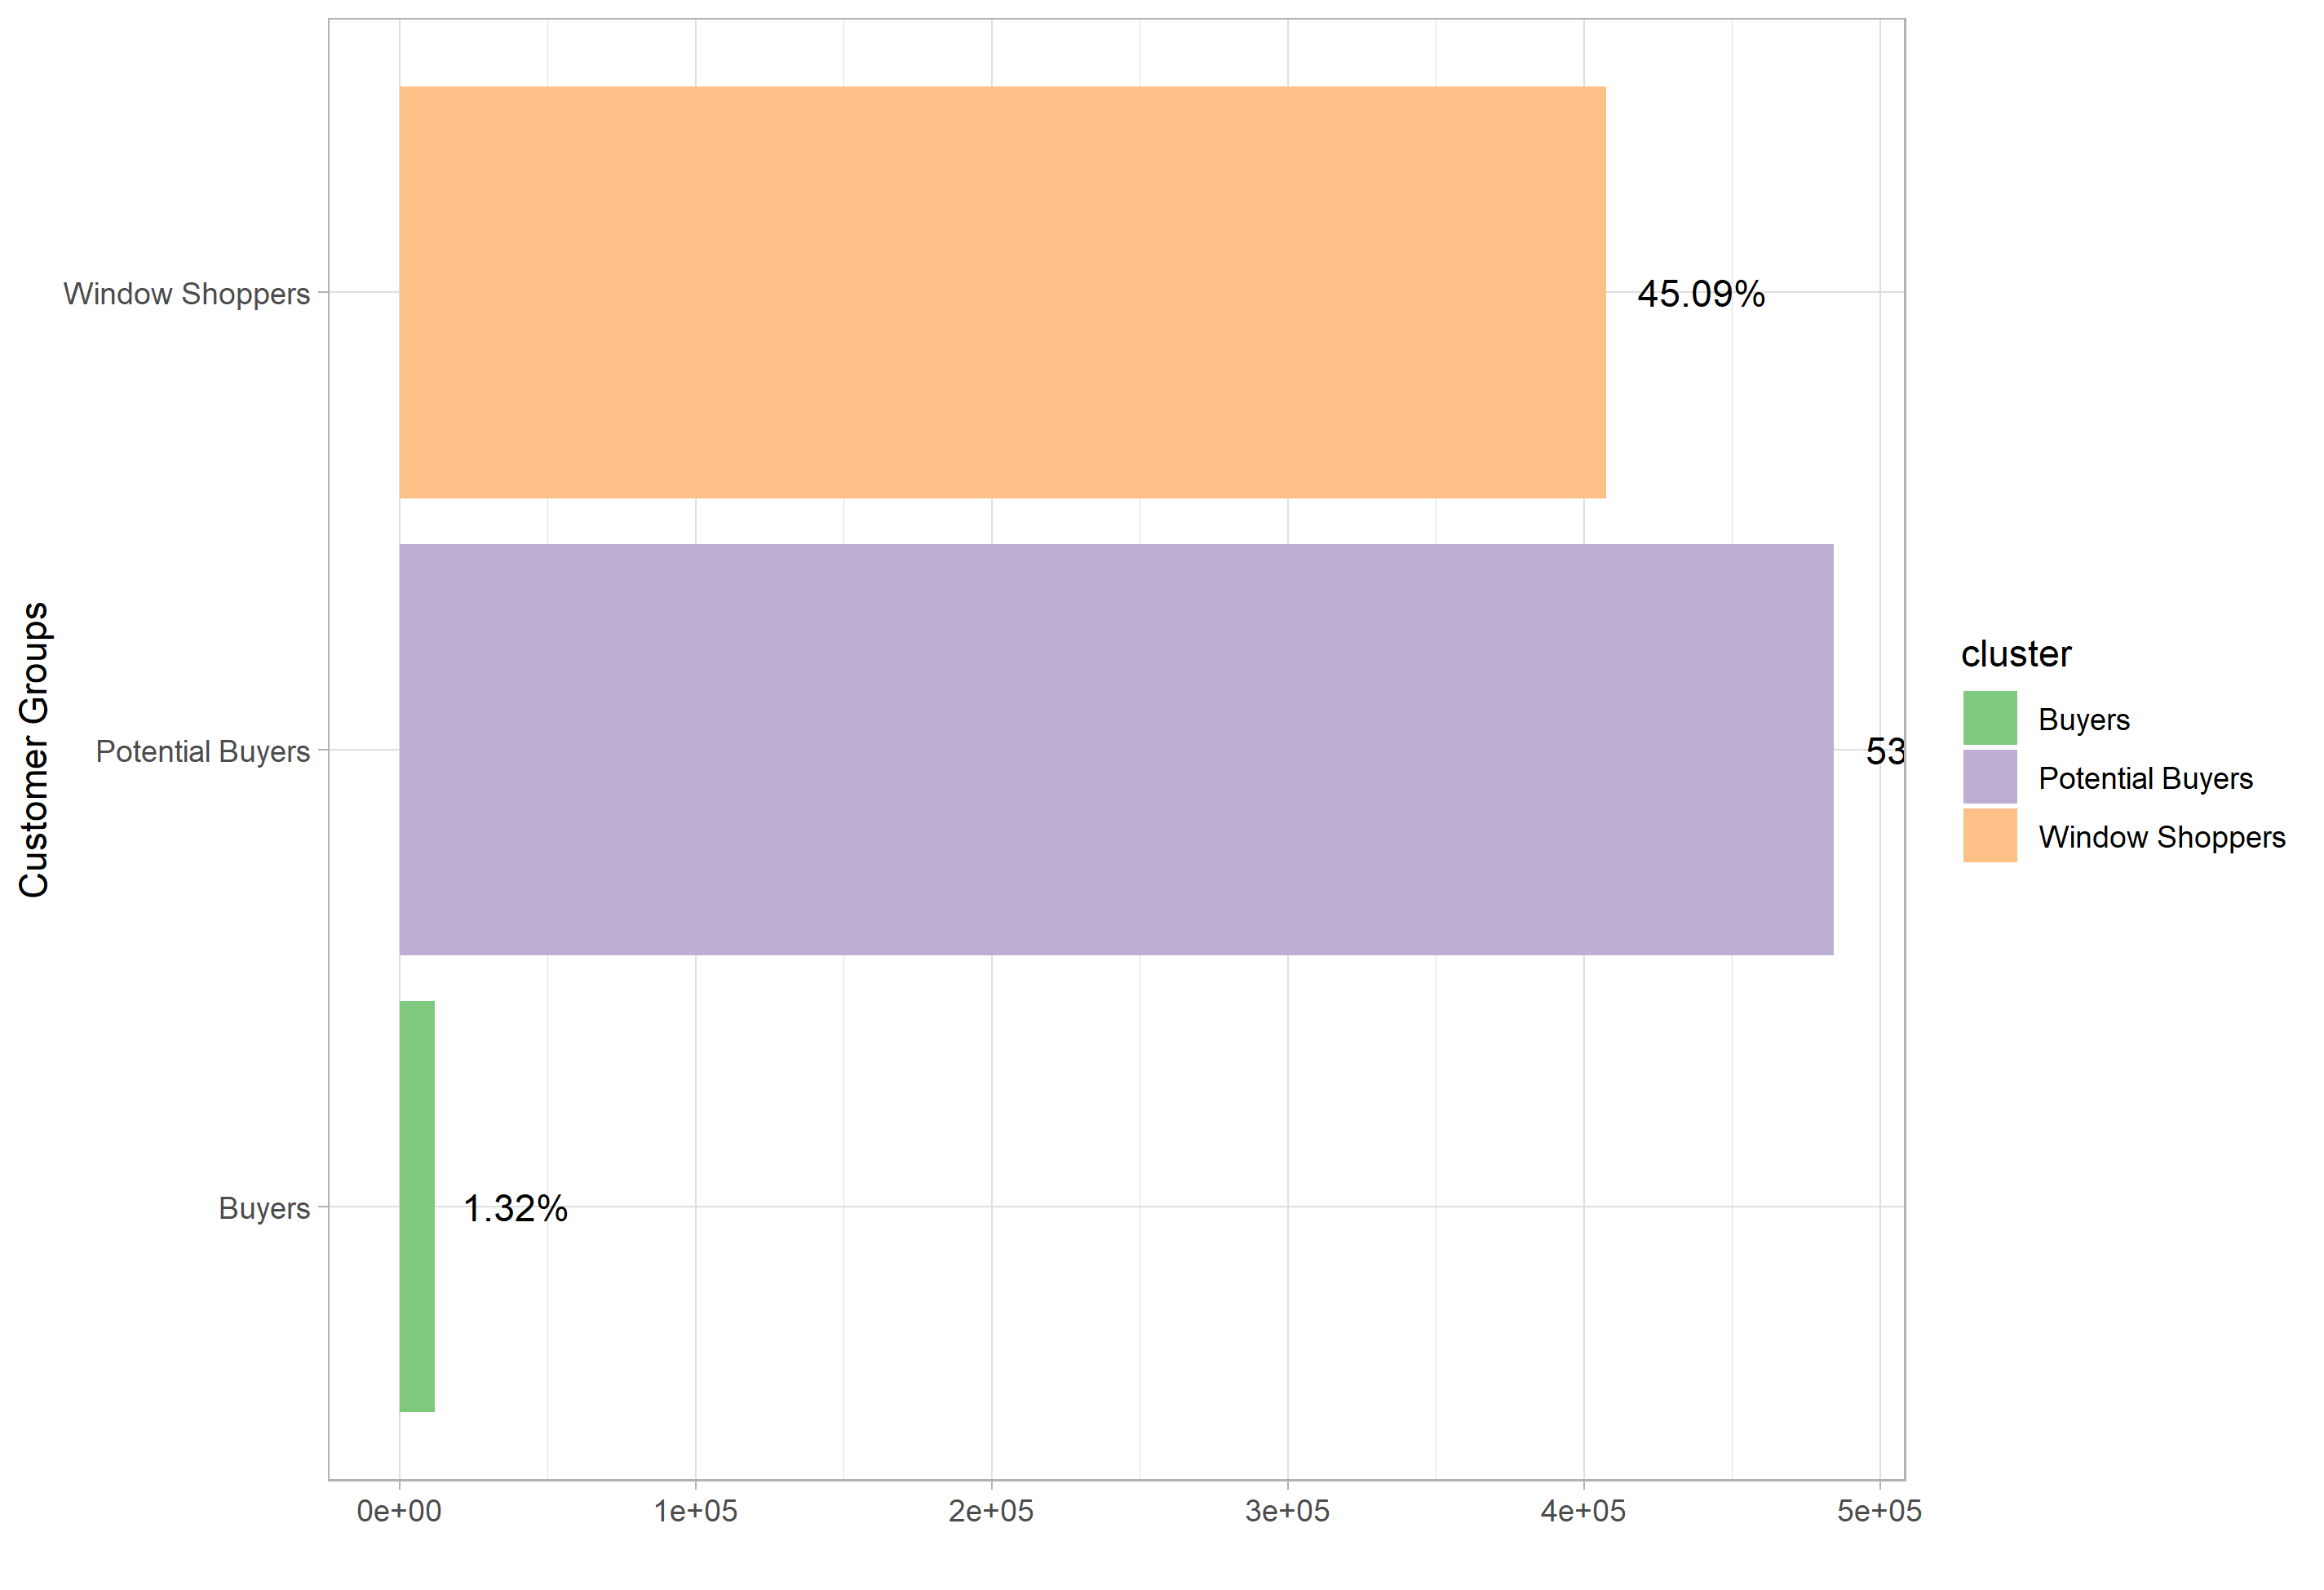 Customer Groups
Window Shoppers
45.09%
Potential Buyers
53
Buyers
1.32%
0e+00 1e+05 2e+05 3e+05 4e+05 5e+05
cluster
Buyers
Potential Buyers
Window Shoppers